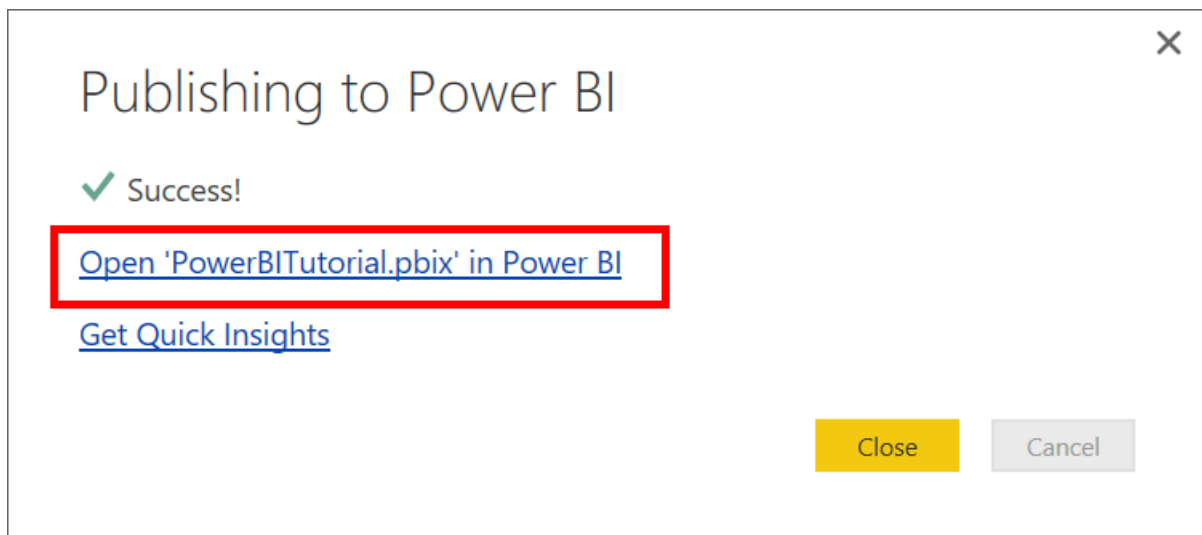 Publishing to Power BI
Success!
Open 'PowerBITutorial.pbix' in Power BI
Get Quick Insights
Close
Cancel